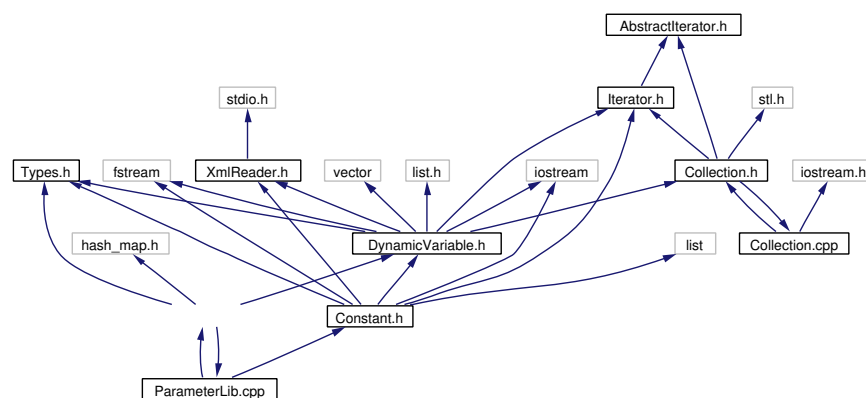 AbstractIterator.h
stdio.h
Iterator.h
stl.h
Types.h
fstream
XmlReader.h
vector
list.h
iostream
Collection.h
iostream.h
hash_map.h
DynamicVariable.h
list
Collection.cpp
Constant.h
ParameterLib.cpp